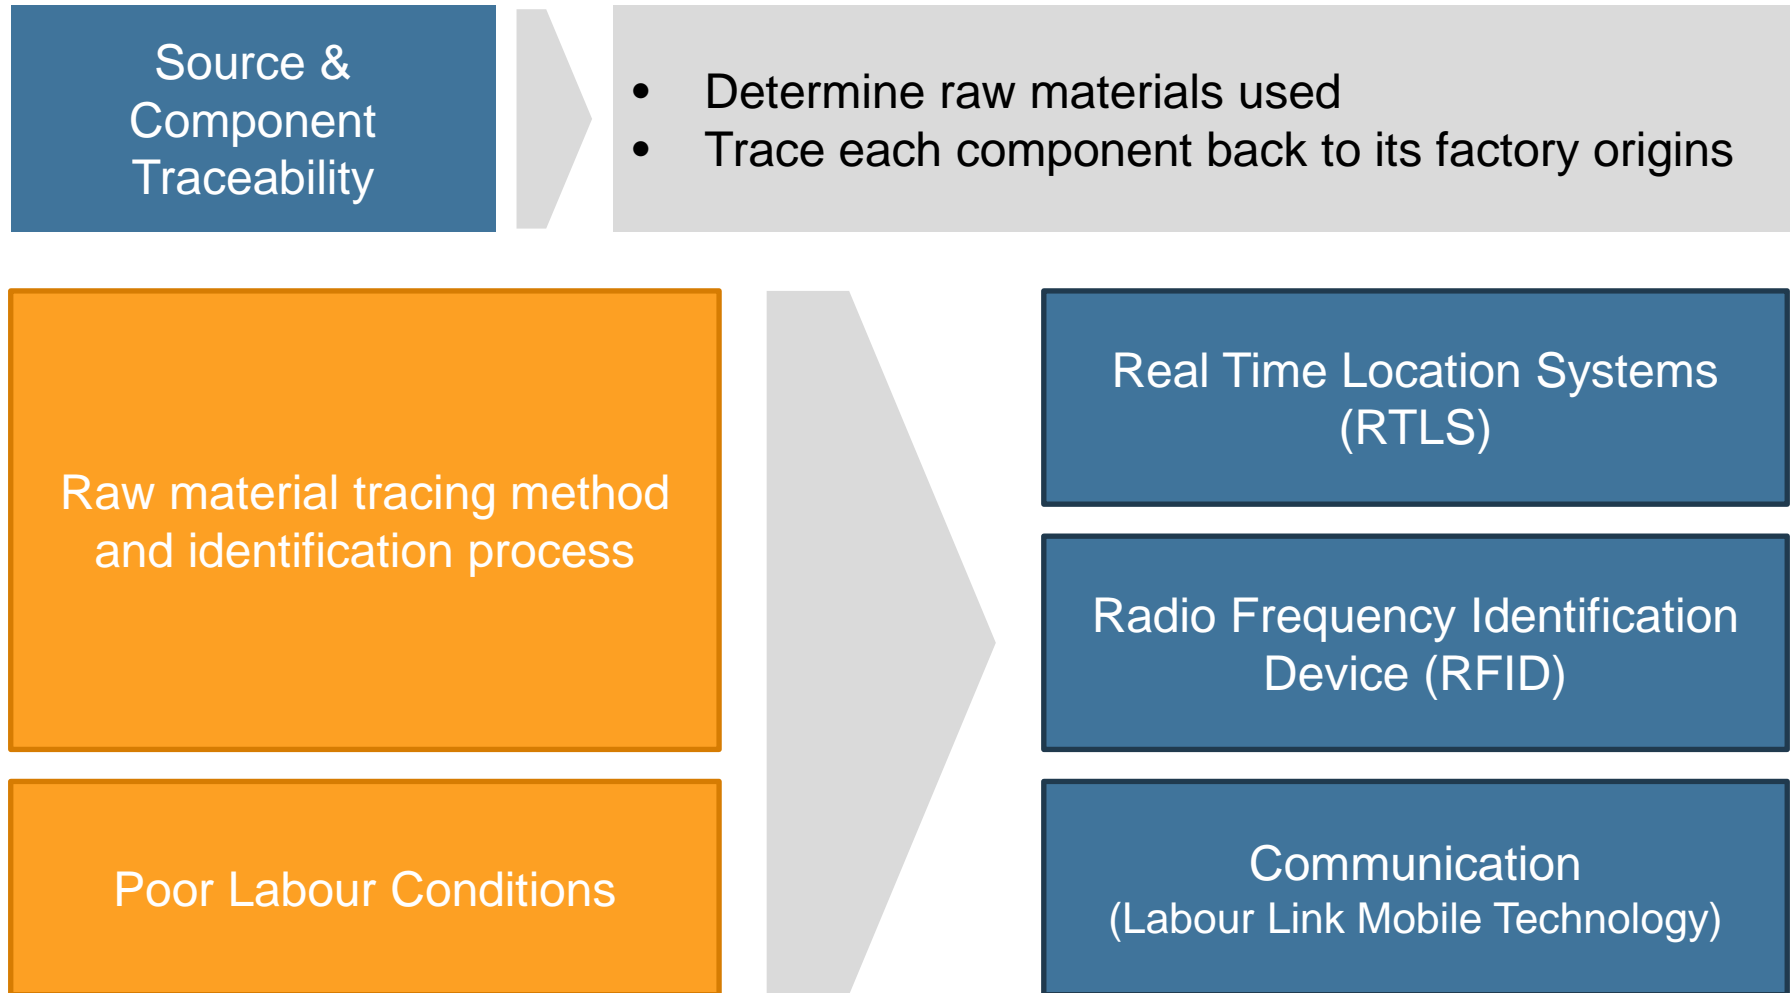 Source &
Component
Traceability
• Determine raw materials used
• Trace each component back to its factory origins
Raw material tracing method
and identification process
Poor Labour Conditions
Real Time Location Systems
(RTLS)
Radio Frequency Identification
Device (RFID)
Communication
(Labour Link Mobile Technology)